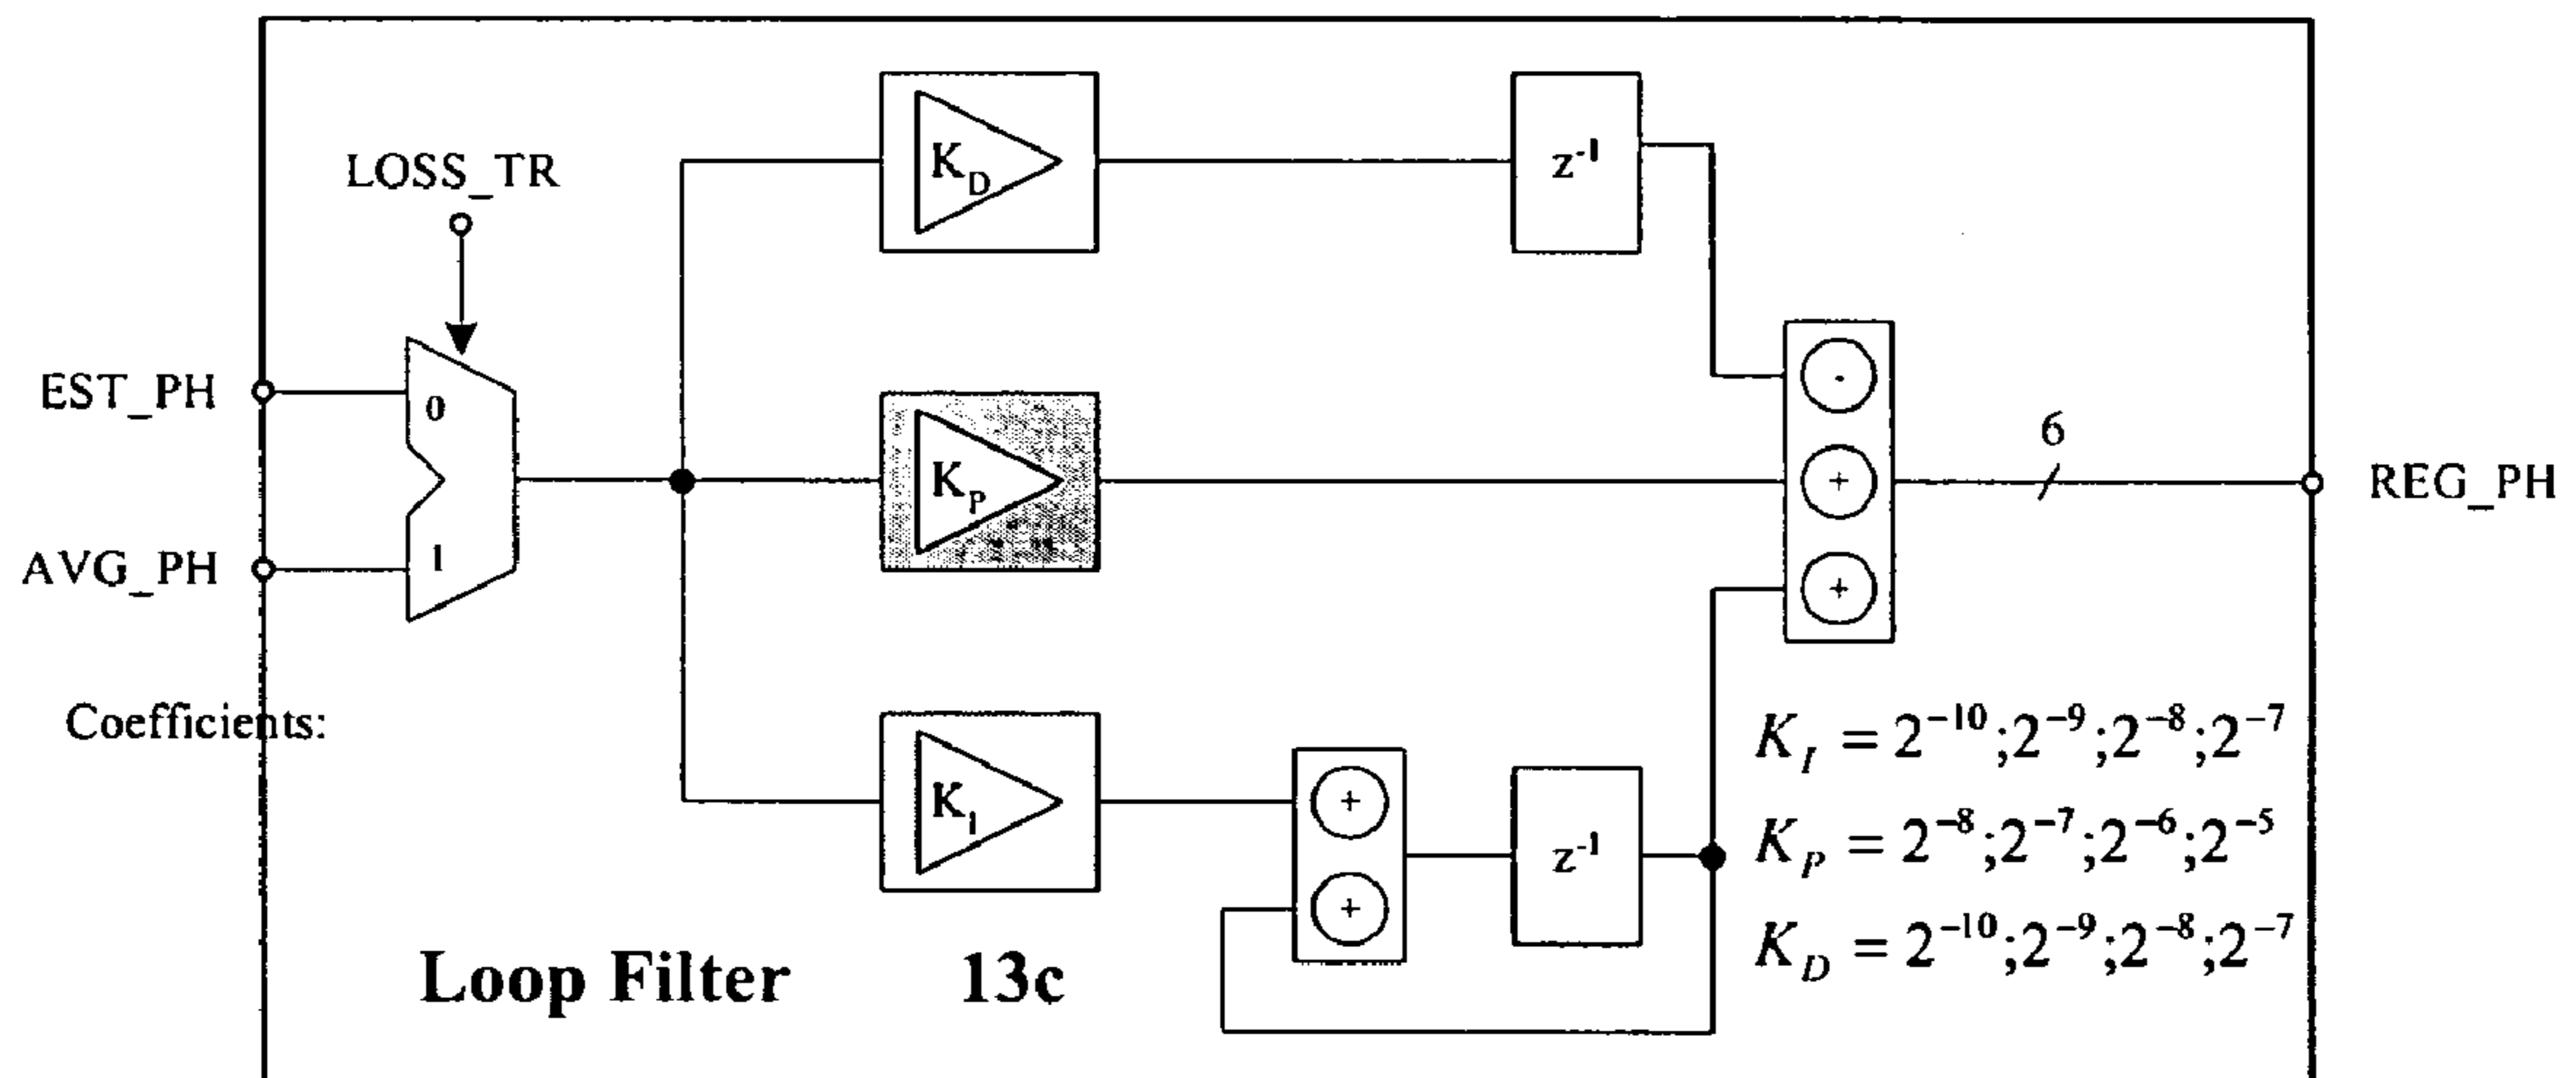 LOSS_TR
EST_PH
AVG_PH
0
1
K_D
K_P
K_I
z^-1
z^-1
-
+
+
+
+
6
REG_PH
Coefficients:
K_I = 2^-10;2^-9;2^-8;2^-7
K_P = 2^-8;2^-7;2^-6;2^-5
K_D = 2^-10;2^-9;2^-8;2^-7
Loop Filter 13c